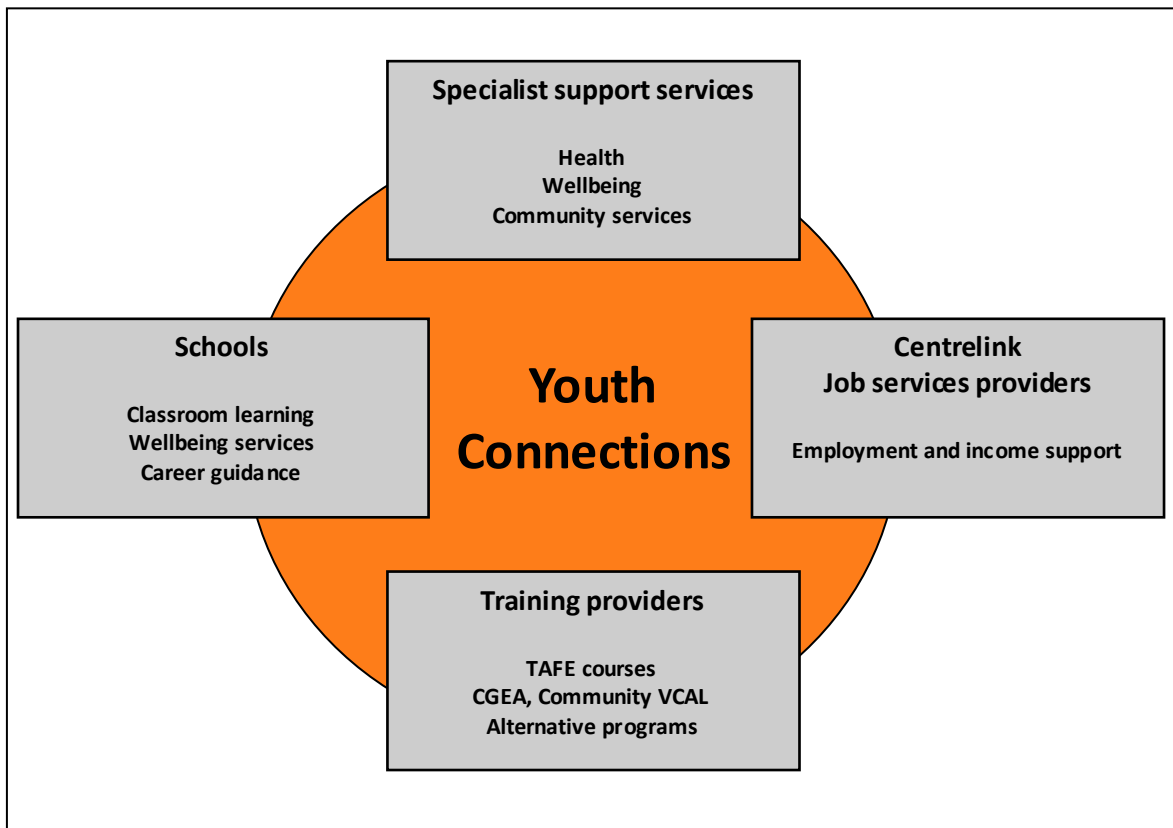 Specialist support services
Health
Wellbeing
Community services
Schools
Classroom learning
Wellbeing services
Career guidance
Youth
Connections
Centrelink
Job services providers
Employment and income support
Training providers
TAFE courses
CGEA, Community VCAL
Alternative programs